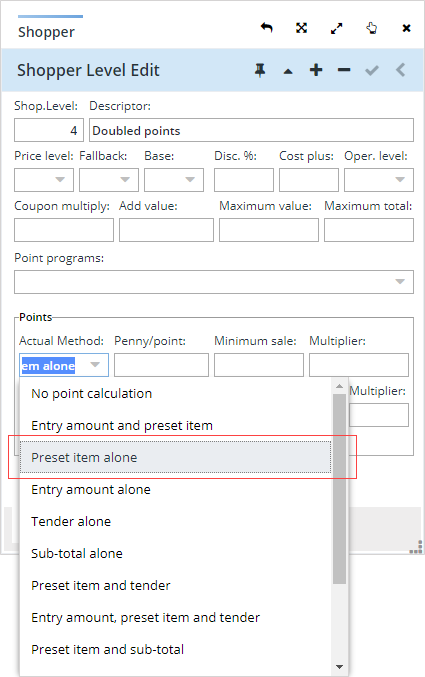 Shopper
Shopper Level Edit
Shop.Level: Descriptor:
4 Doubled points
Price level: Fallback: Base: Disc. %: Cost plus: Oper. level:
Coupon multiply: Add value: Maximum value: Maximum total:
Point programs:
Points
Actual Method: Penny/point: Minimum sale: Multiplier:
em alone
No point calculation
Multiplier:
Entry amount and preset item
Preset item alone
Entry amount alone
Tender alone
Sub-total alone
Preset item and tender
Entry amount, preset item and tender
Preset item and sub-total